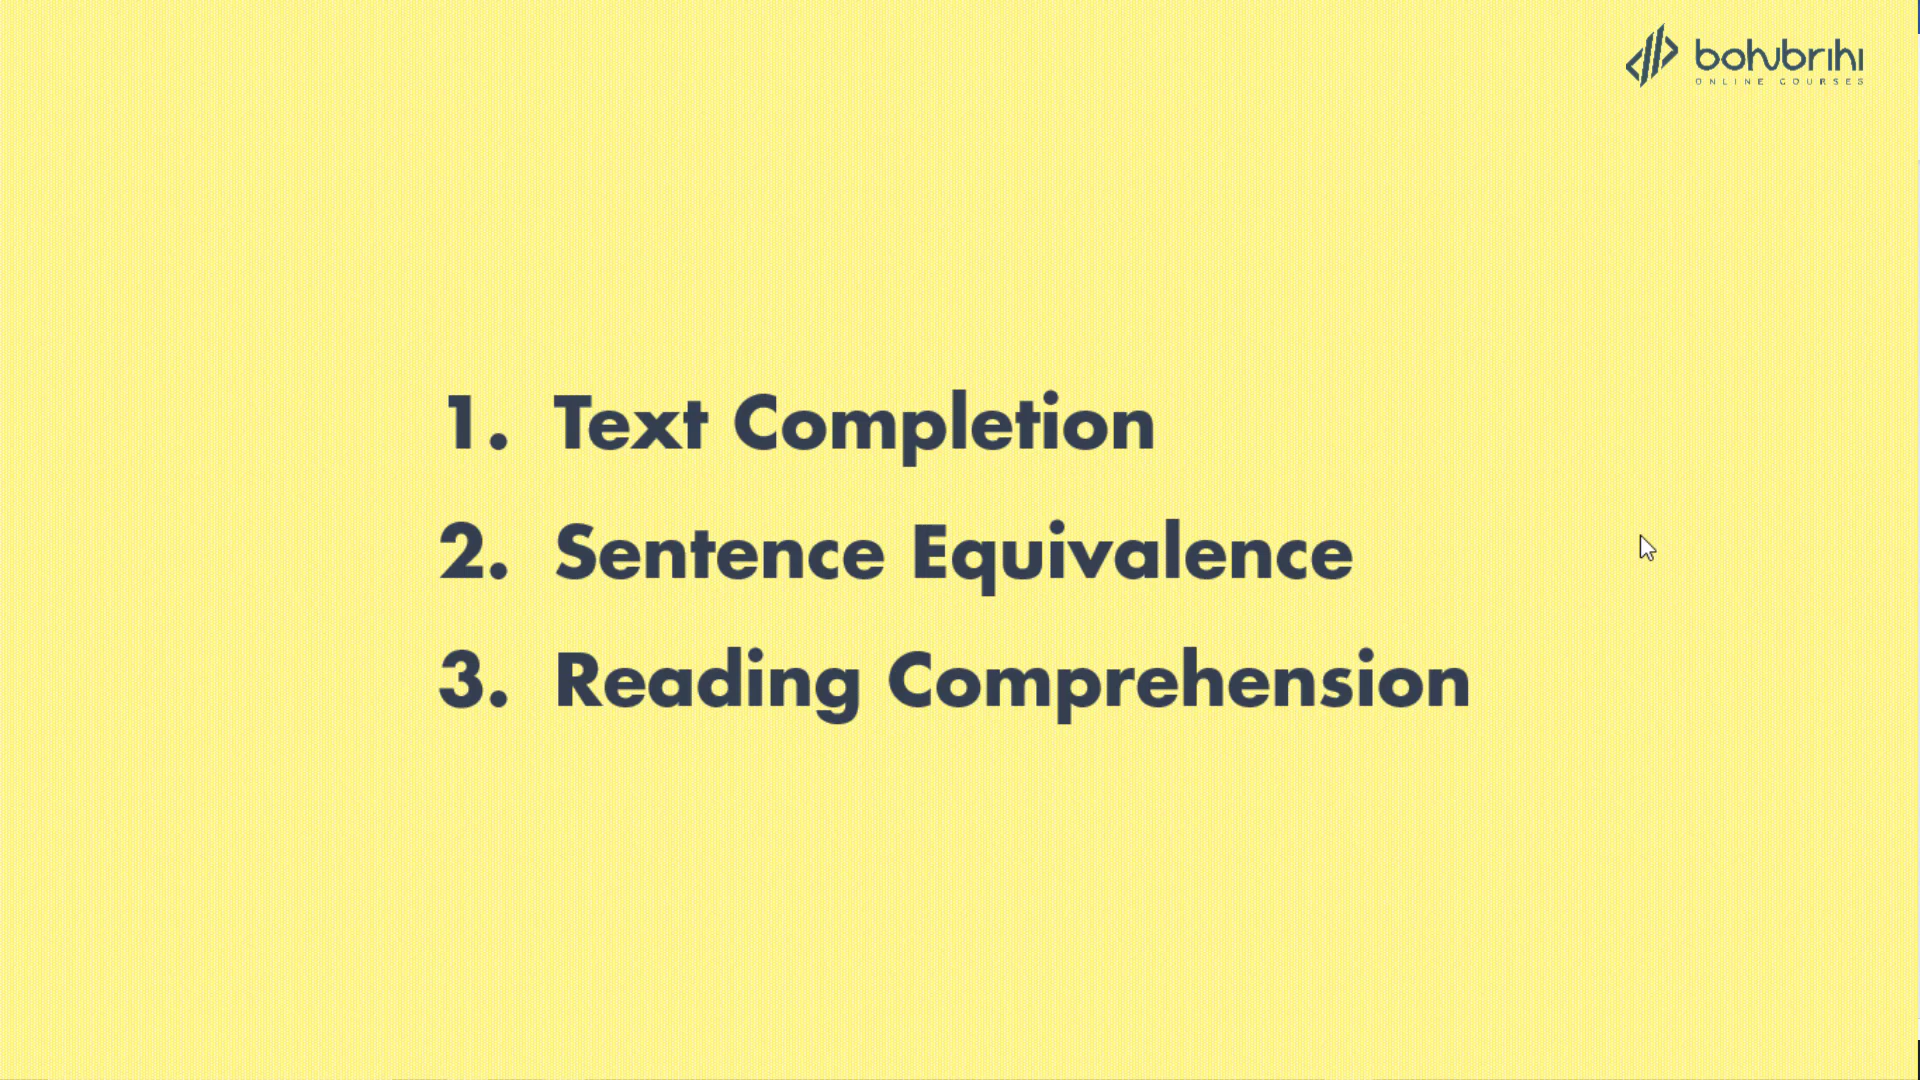 bohubrihi
ONLINE COURSES
1. Text Completion
2. Sentence Equivalence
3. Reading Comprehension